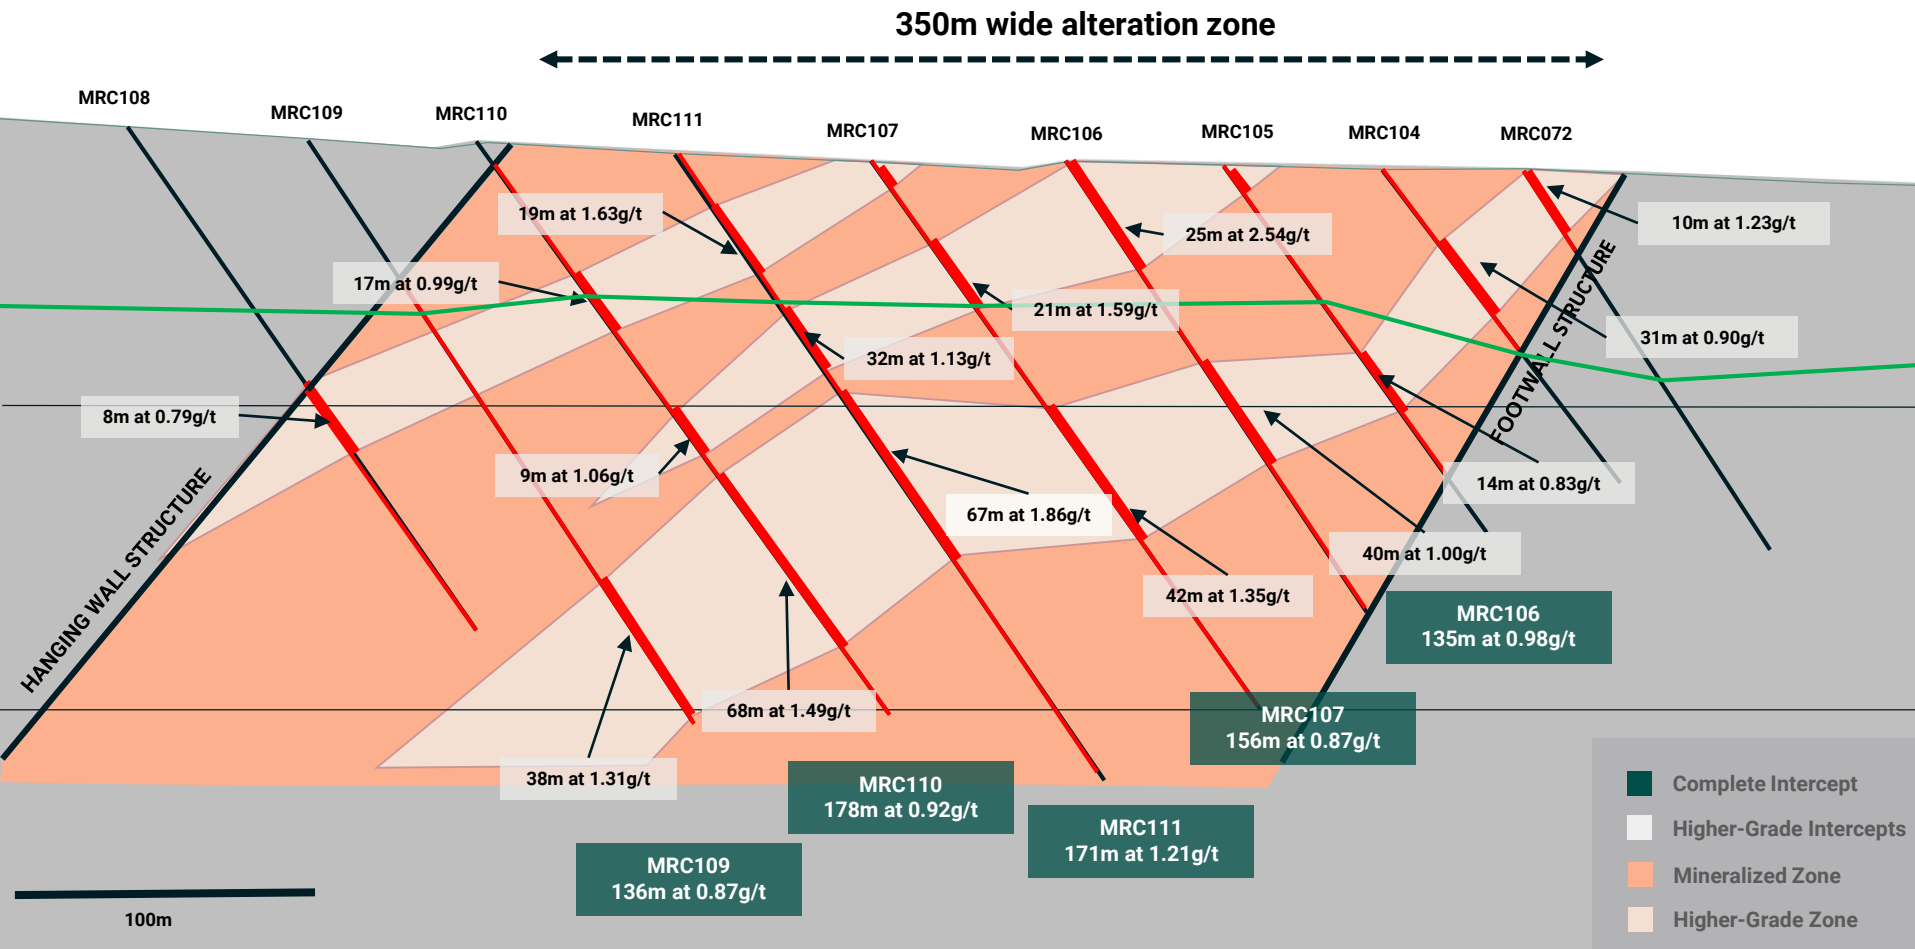 350m wide alteration zone
MRC108
MRC109
MRC110
MRC111
MRC107
MRC106
MRC105
MRC104
MRC072
19m at 1.63g/t
25m at 2.54g/t
10m at 1.23g/t
17m at 0.99g/t
21m at 1.59g/t
31m at 0.90g/t
32m at 1.13g/t
FOOTWALL STRUCTURE
8m at 0.79g/t
9m at 1.06g/t
14m at 0.83g/t
67m at 1.86g/t
40m at 1.00g/t
HANGING WALL STRUCTURE
42m at 1.35g/t
MRC106
135m at 0.98g/t
68m at 1.49g/t
MRC107
156m at 0.87g/t
38m at 1.31g/t
MRC110
178m at 0.92g/t
MRC111
171m at 1.21g/t
MRC109
136m at 0.87g/t
100m
Complete Intercept
Higher-Grade Intercepts
Mineralized Zone
Higher-Grade Zone